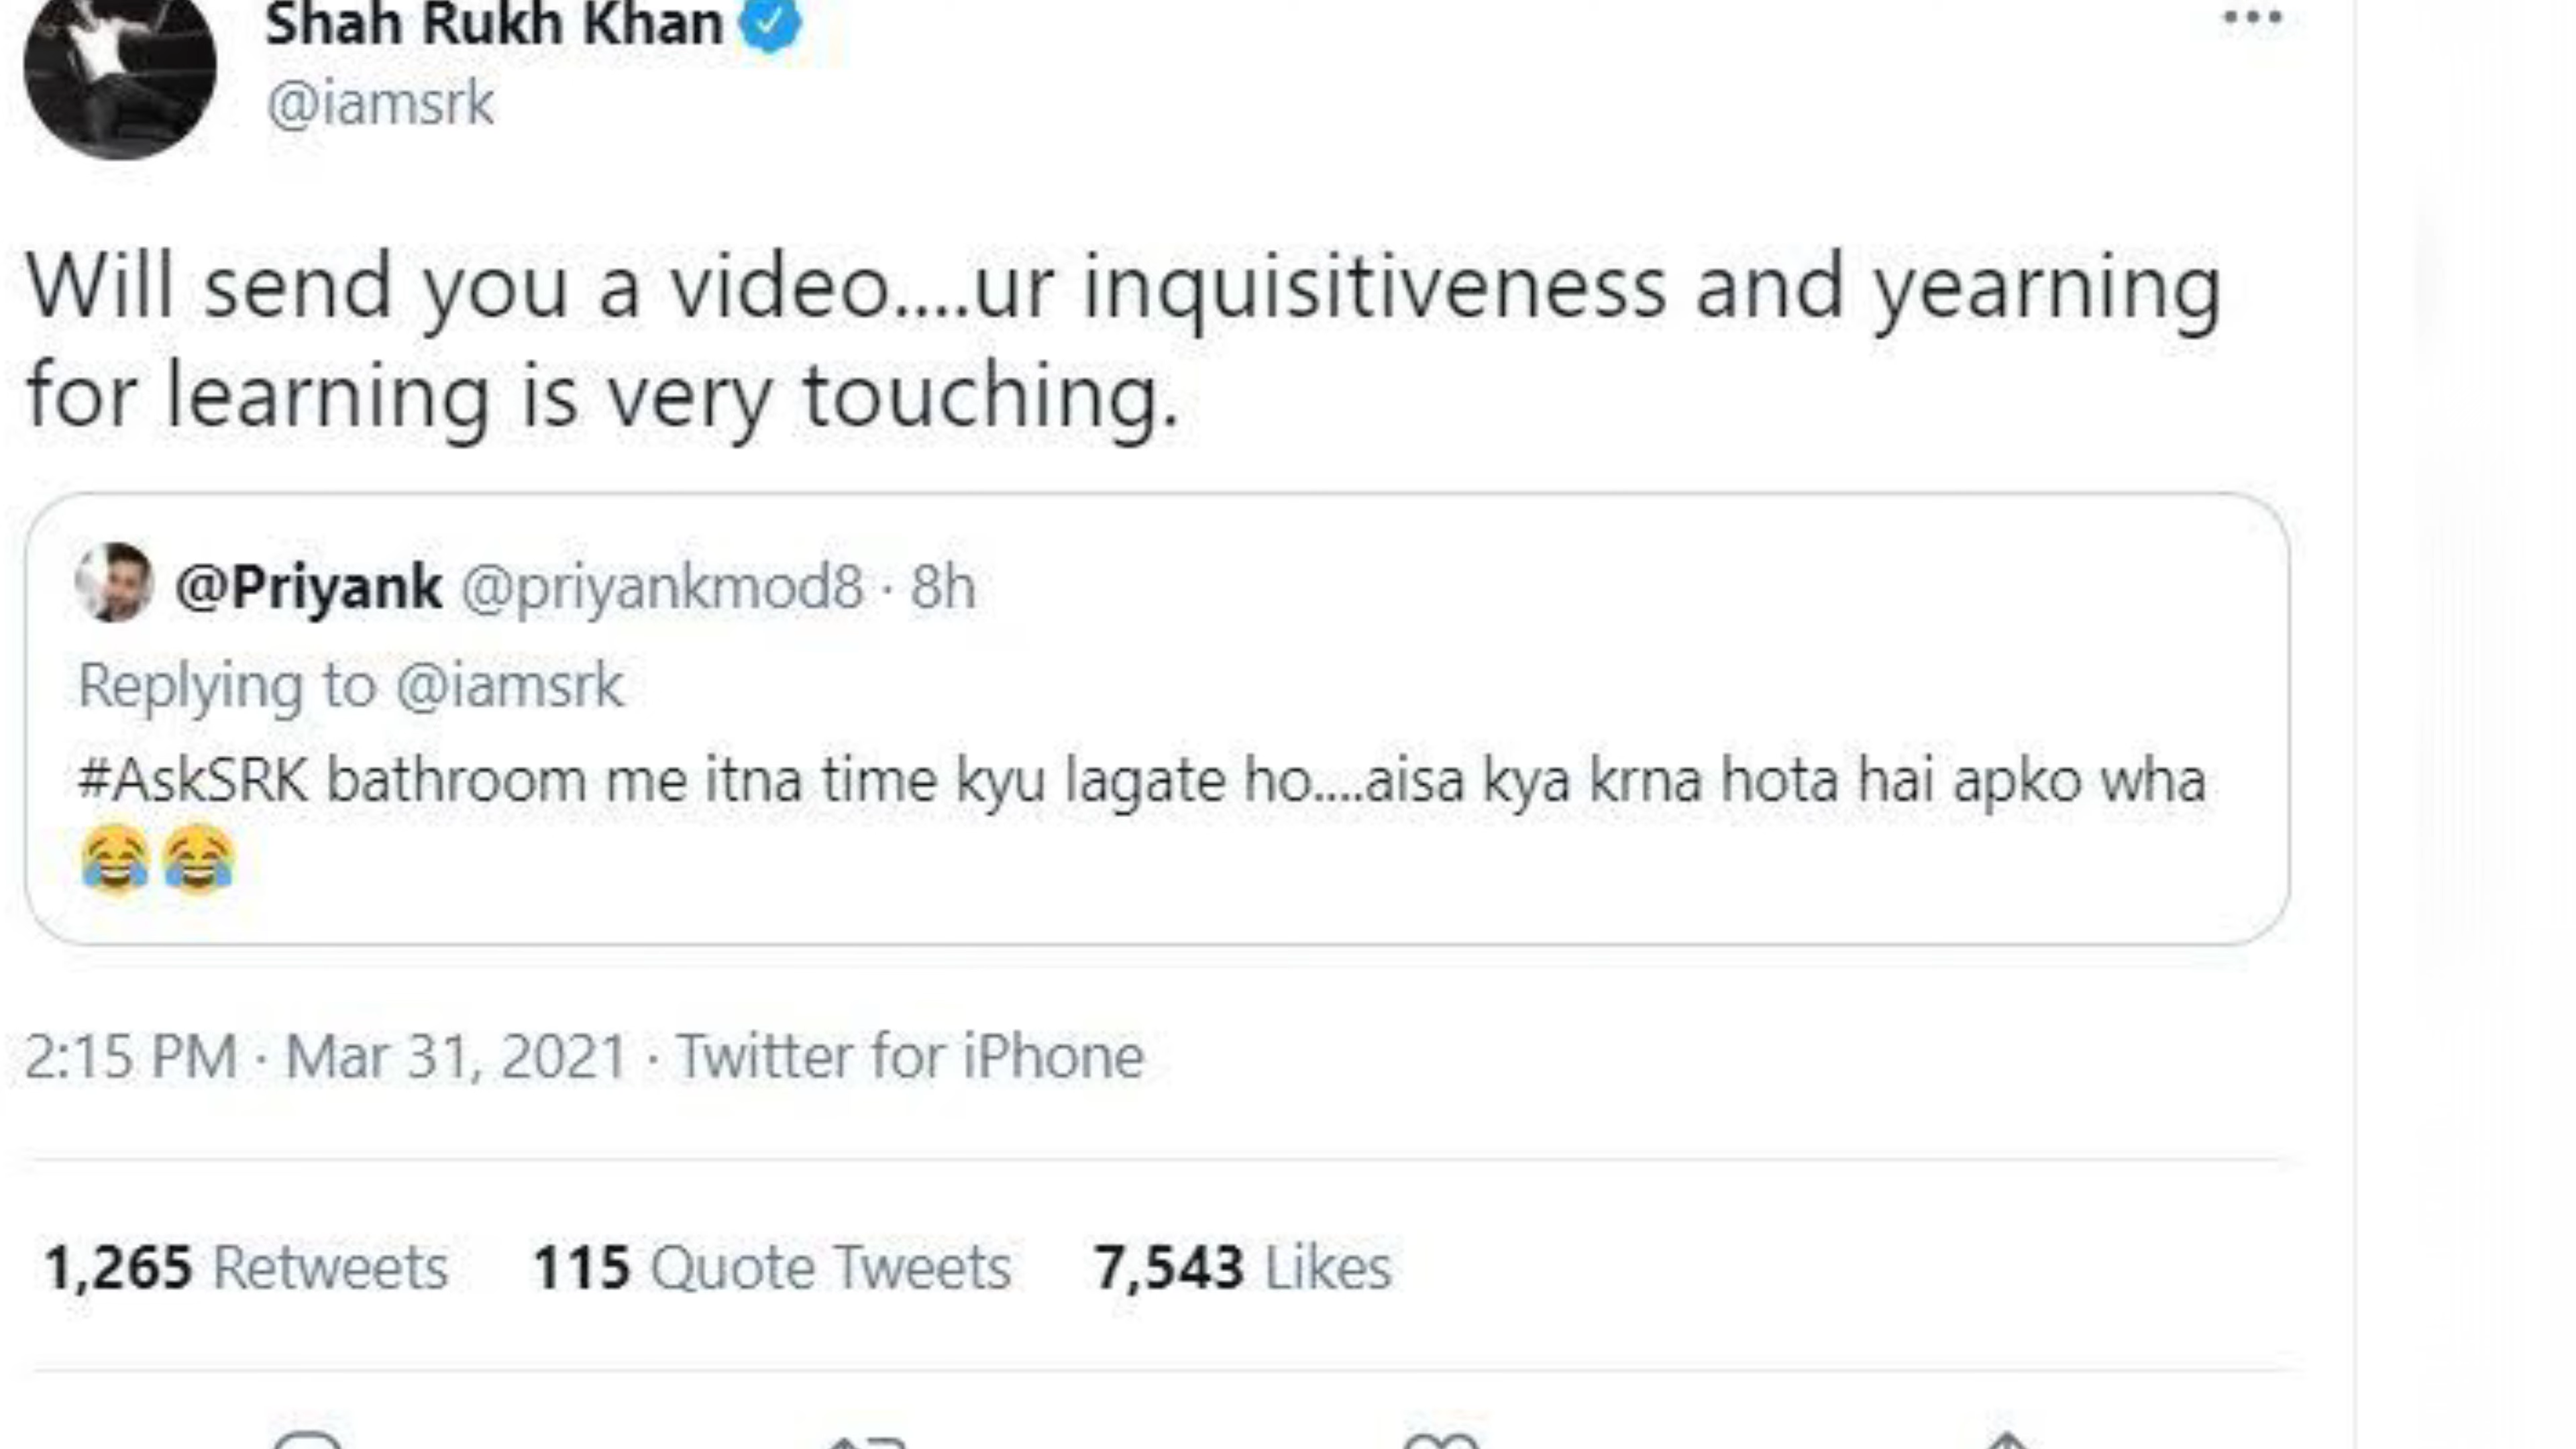 Shah Rukh Khan
@iamsrk
Will send you a video....ur inquisitiveness and yearning
for learning is very touching.
@Priyank @priyankmod8 · 8h
Replying to @iamsrk
#AskSRK bathroom me itna time kyu lagate ho....aisa kya krna hota hai apko wha
😂😂
2:15 PM · Mar 31, 2021 · Twitter for iPhone
1,265 Retweets 115 Quote Tweets 7,543 Likes